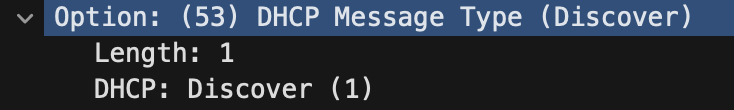 Option: (53) DHCP Message Type (Discover)
Length: 1
DHCP: Discover (1)